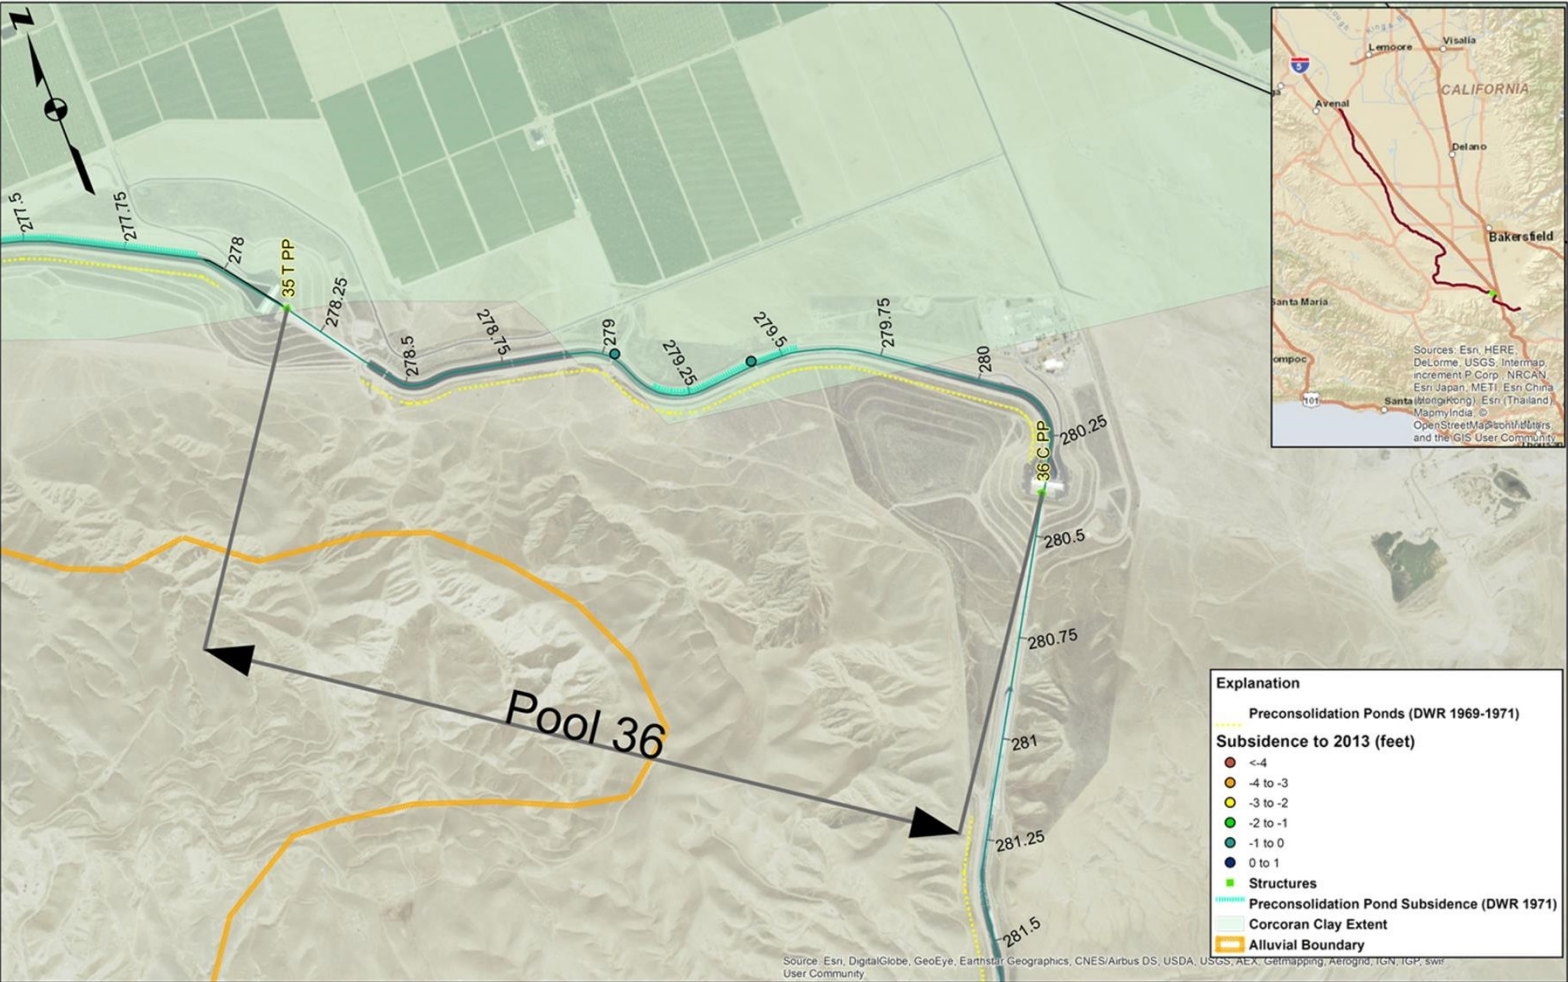 Z
277.5
277.75
278
35 T PP
278.25
278.5
278.75
279
279.25
279.5
279.75
280
280.25
36 C PP
280.5
280.75
281
281.25
281.5
Pool 36
5
Lemoore
Visalia
CALIFORNIA
Avenal
Delano
Bakersfield
Santa Maria
ompoc
101
Santa
Sources: Esri, HERE,
DeLorme, USGS, Intermap,
increment P Corp., NRCAN,
Esri Japan, METI, Esri China
(Hong Kong), Esri (Thailand),
MapmyIndia, ©
OpenStreetMap contributors,
and the GIS User Community
Explanation
Preconsolidation Ponds (DWR 1969-1971)
Subsidence to 2013 (feet)
<-4
-4 to -3
-3 to -2
-2 to -1
-1 to 0
0 to 1
Structures
Preconsolidation Pond Subsidence (DWR 1971)
Corcoran Clay Extent
Alluvial Boundary
Source: Esri, DigitalGlobe, GeoEye, Earthstar Geographics, CNES/Airbus DS, USDA, USGS, AEX, Getmapping, Aerogrid, IGN, IGP, swis
User Community